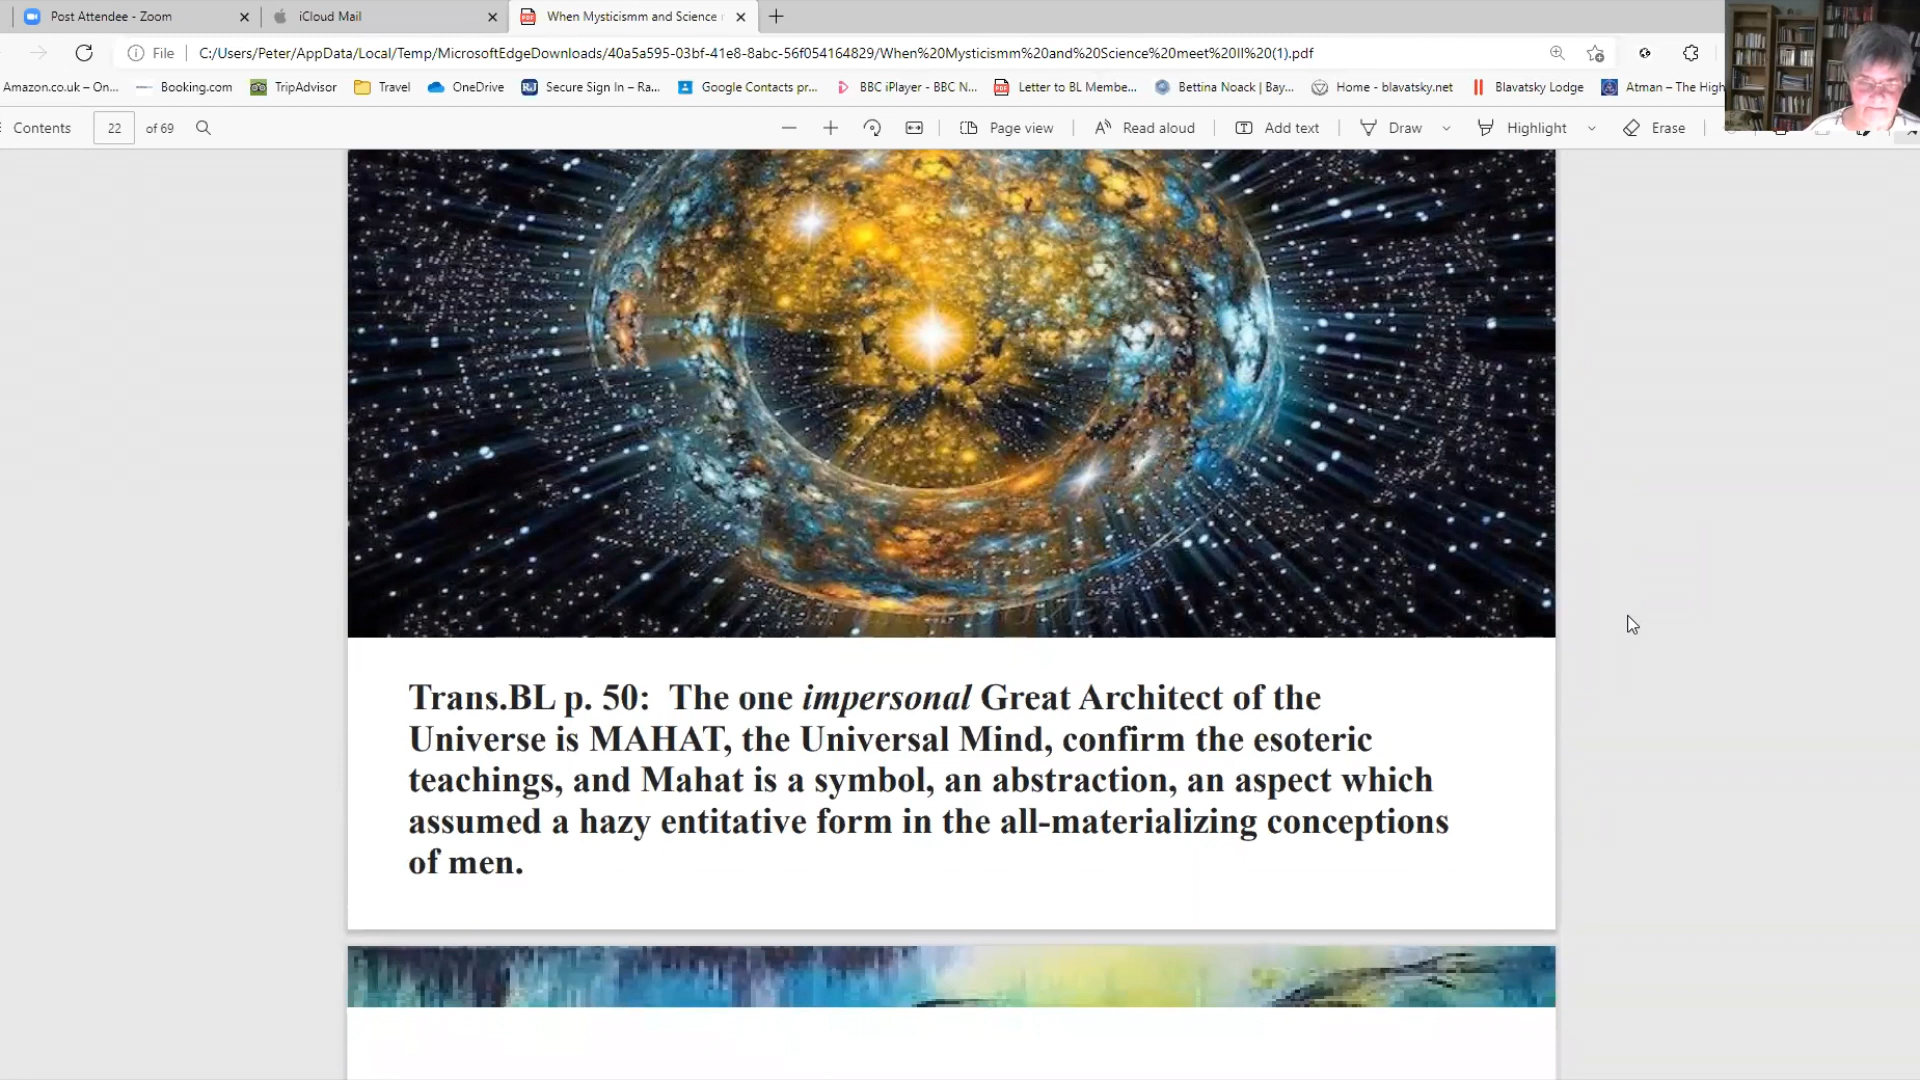 Post Attendee - Zoom
iCloud Mail
When Mysticismm and Science
File
C:/Users/Peter/AppData/Local/Temp/MicrosoftEdgeDownloads/40a5a595-03bf-41e8-8abc-56f054164829/When%20Mysticismm%20and%20Science%20meet%20II%20(1).pdf
Amazon.co.uk – On...
Booking.com
TripAdvisor
Travel
OneDrive
Secure Sign In – Ra...
Google Contacts pr...
BBC iPlayer - BBC N...
Letter to BL Membe...
Bettina Noack | Bay...
Home - blavatsky.net
Blavatsky Lodge
Atman – The High
Contents
22 of 69
Page view
Read aloud
Add text
Draw
Highlight
Erase
Trans.BL p. 50: The one impersonal Great Architect of the
Universe is MAHAT, the Universal Mind, confirm the esoteric
teachings, and Mahat is a symbol, an abstraction, an aspect which
assumed a hazy entitative form in the all-materializing conceptions
of men.